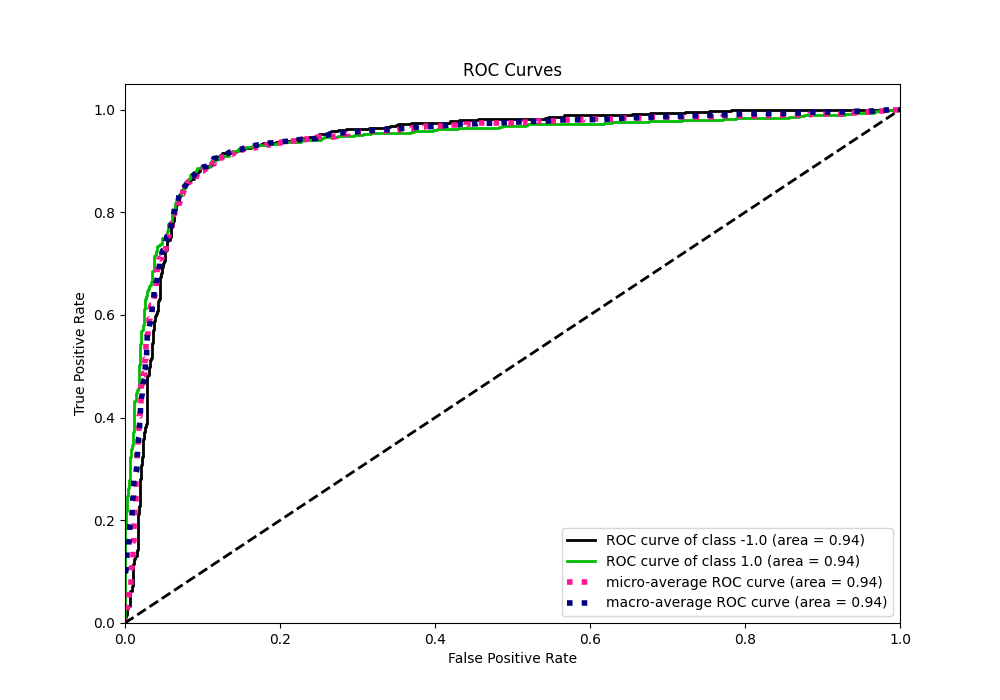 ROC Curves
1.0
0.8
0.6
0.4
0.2
0.0
True Positive Rate
ROC curve of class -1.0 (area = 0.94)
ROC curve of class 1.0 (area = 0.94)
micro-average ROC curve (area = 0.94)
macro-average ROC curve (area = 0.94)
0.0 0.2 0.4 0.6 0.8 1.0
False Positive Rate